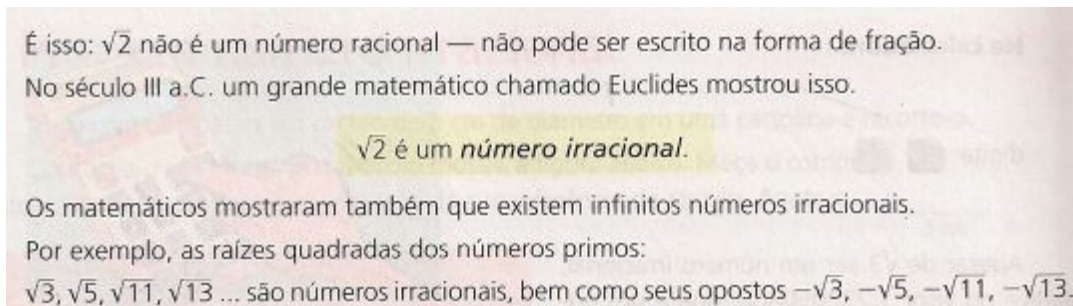 É isso: √2 não é um número racional — não pode ser escrito na forma de fração.
No século III a.C. um grande matemático chamado Euclides mostrou isso.
√2 é um número irracional.
Os matemáticos mostraram também que existem infinitos números irracionais.
Por exemplo, as raízes quadradas dos números primos:
√3, √5, √11, √13 ... são números irracionais, bem como seus opostos −√3, −√5, −√11, −√13.